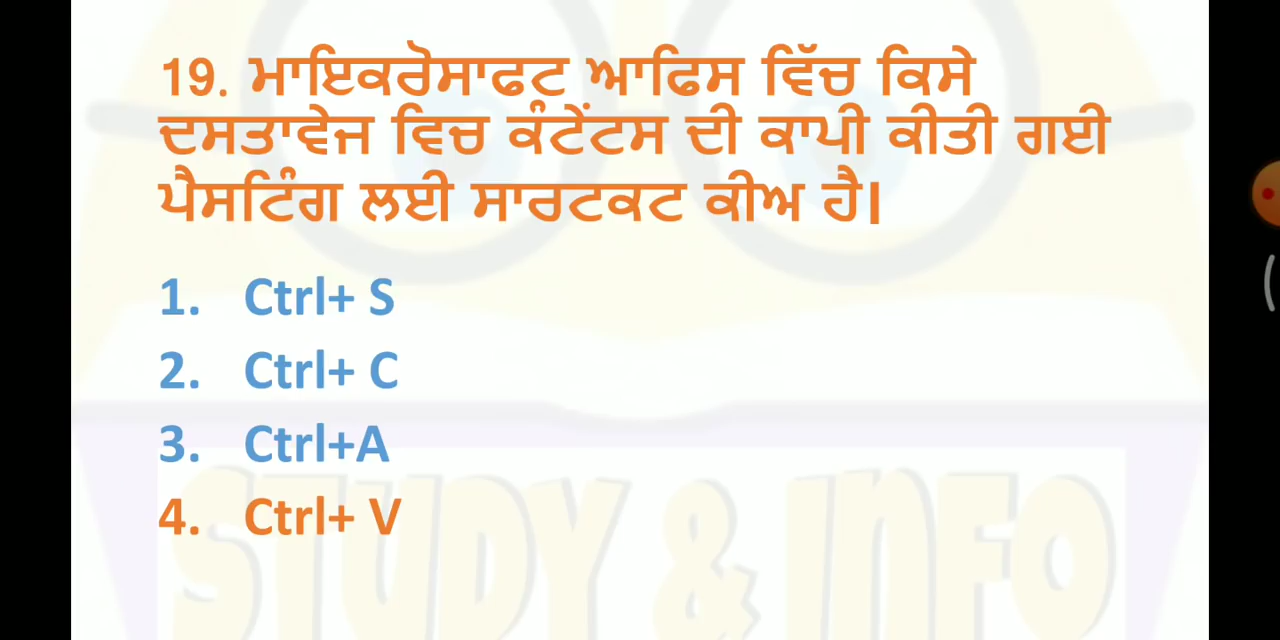 19. ਮਾਇਕਰੋਸਾਫਟ ਆਫਿਸ ਵਿੱਚ ਕਿਸੇ
ਦਸਤਾਵੇਜ ਵਿਚ ਕੰਟੇਂਟਸ ਦੀ ਕਾਪੀ ਕੀਤੀ ਗਈ
ਪੈਸਟਿੰਗ ਲਈ ਸਾਰਟਕਟ ਕੀਅ ਹੈ।
1. Ctrl+ S
2. Ctrl+ C
3. Ctrl+A
4. Ctrl+ V
STUDY & INFO